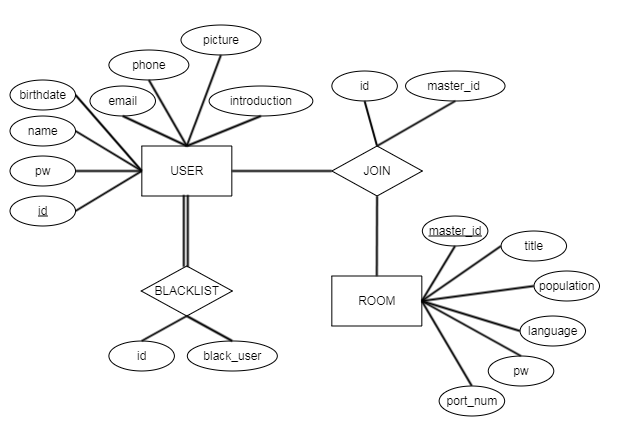 picture
phone
birthdate
email
introduction
id
master_id
name
pw
USER
JOIN
id
master_id
title
BLACKLIST
population
ROOM
language
id
black_user
pw
port_num